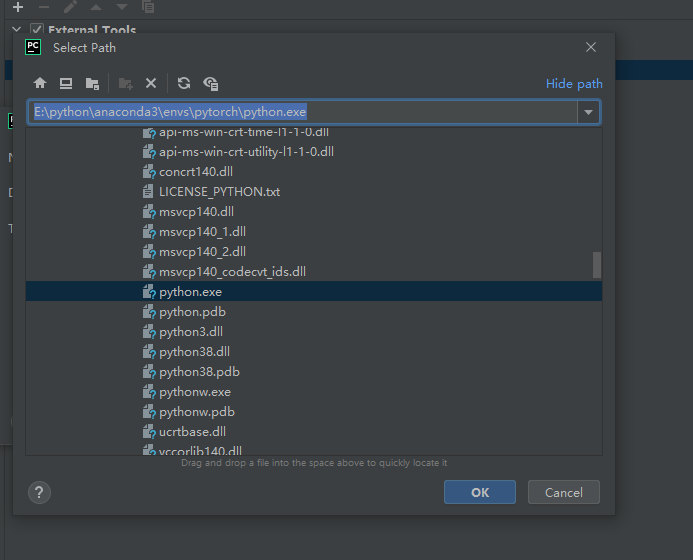 External Tools
PC Select Path
Hide path
E:\python\anaconda3\envs\pytorch\python.exe
api-ms-win-crt-time-l1-1-0.dll
api-ms-win-crt-utility-l1-1-0.dll
concrt140.dll
LICENSE_PYTHON.txt
msvcp140.dll
msvcp140_1.dll
msvcp140_2.dll
msvcp140_codecvt_ids.dll
python.exe
python.pdb
python3.dll
python38.dll
python38.pdb
pythonw.exe
pythonw.pdb
ucrtbase.dll
vccorlib140.dll
Drag and drop a file into the space above to quickly locate it
?
OK
Cancel